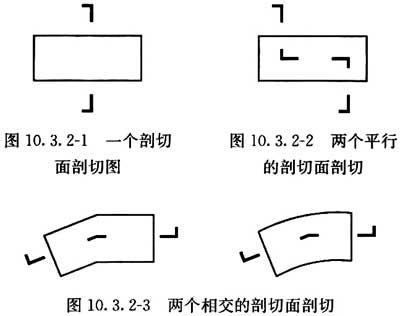 图 10.3.2-1 一个剖切
面剖切图
图 10.3.2-2 两个平行
的剖切面剖切
图 10.3.2-3 两个相交的剖切面剖切